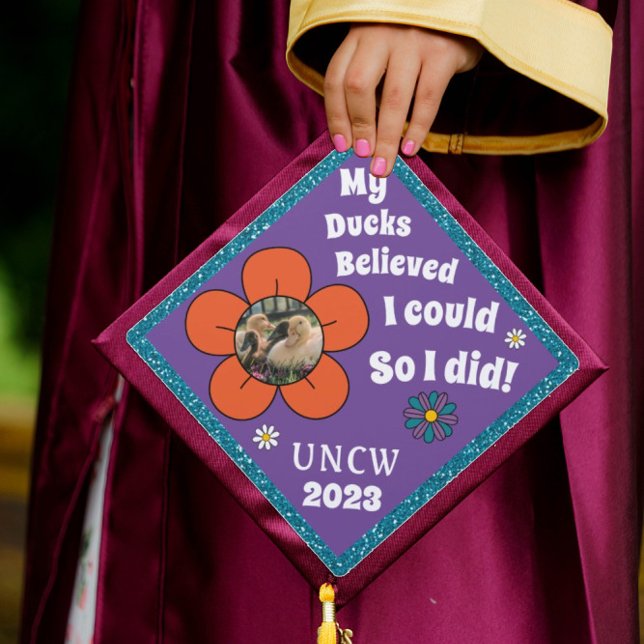 My
Ducks
Believed
I could
So I did!
UNCW
2023